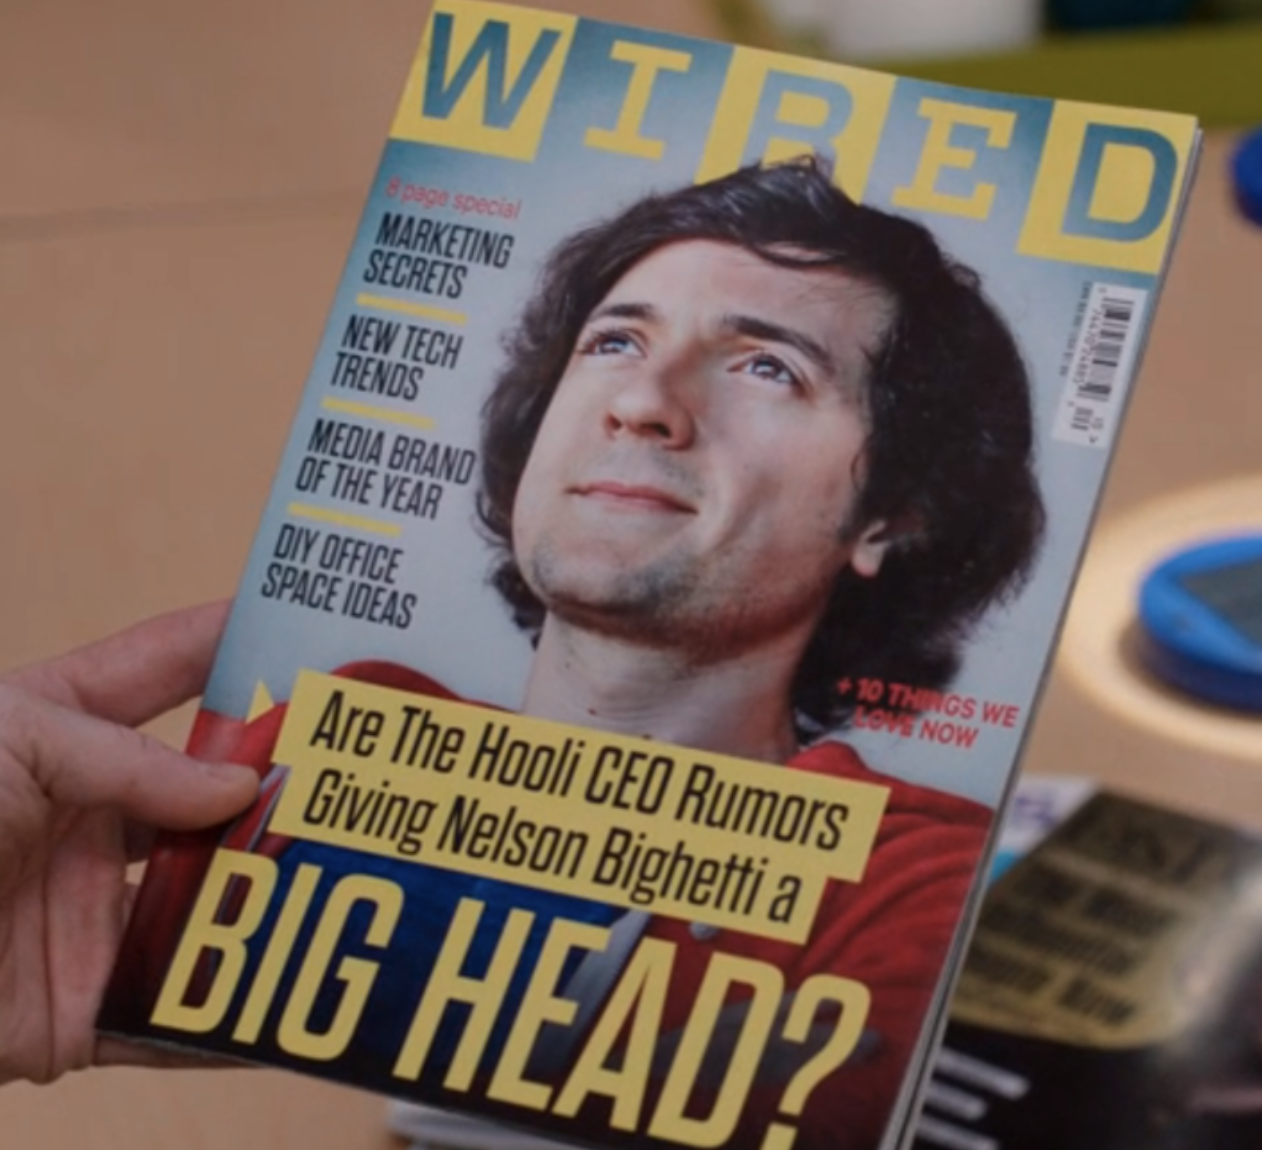 WIRED
8 page special
MARKETING
SECRETS
NEW TECH
TRENDS
MEDIA BRAND
OF THE YEAR
DIY OFFICE
SPACE IDEAS
+ 10 THINGS WE
LOVE NOW
Are The Hooli CEO Rumors
Giving Nelson Bighetti a
BIG HEAD?